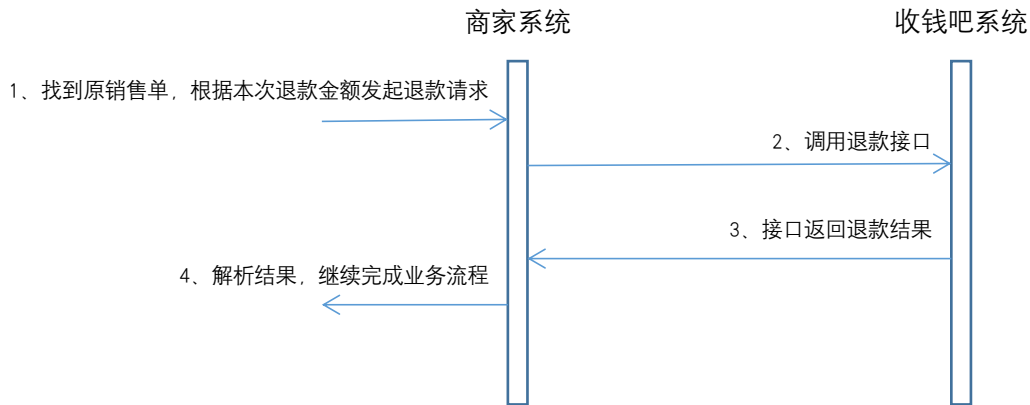 商家系统
收钱吧系统
1、找到原销售单，根据本次退款金额发起退款请求
2、调用退款接口
3、接口返回退款结果
4、解析结果，继续完成业务流程